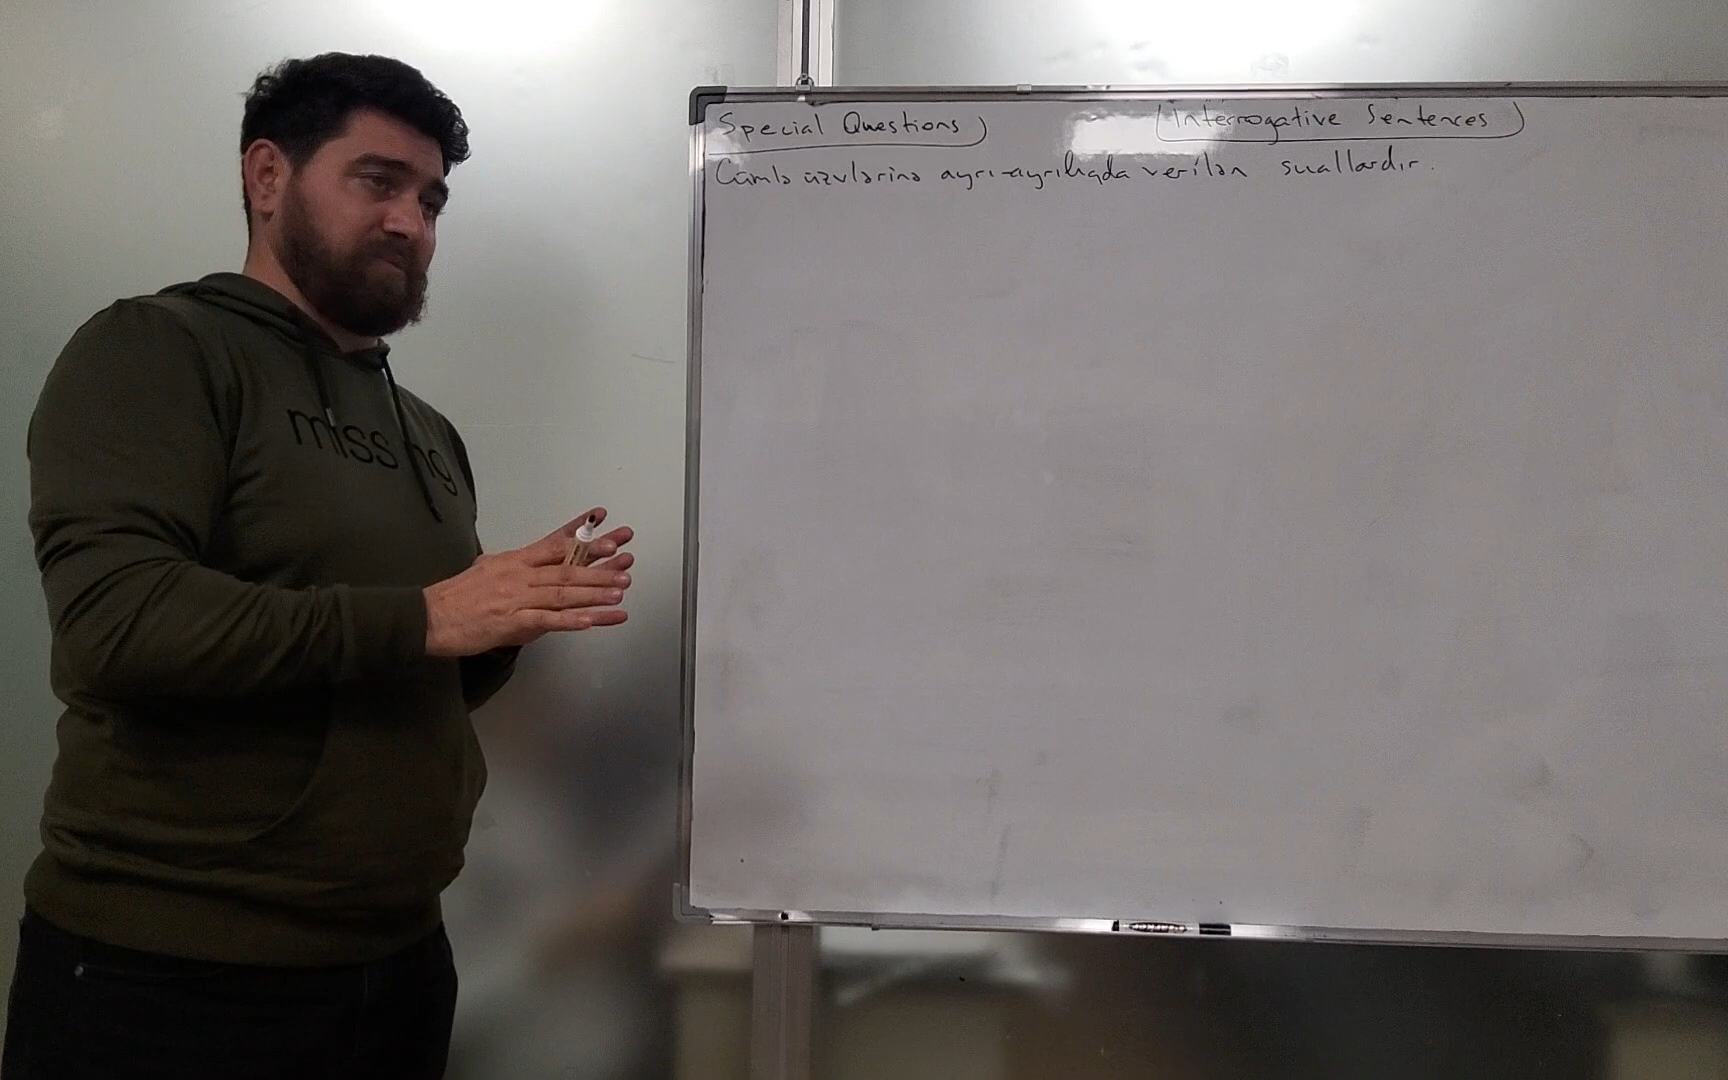 Special Questions
Interrogative Sentences
Cümlə üzvlərinə ayrı-ayrılıqda verilən suallardır.
missing